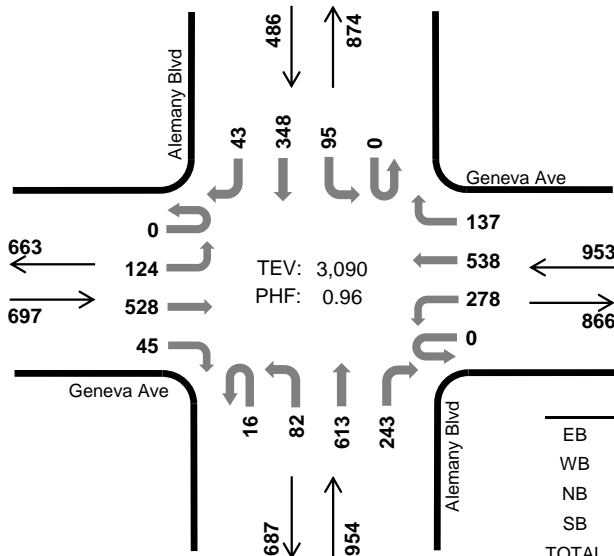 486
874
Alemany Blvd
43
348
95
0
Geneva Ave
0
137
663
124
TEV: 3,090
538
953
PHF: 0.96
697
528
278
866
45
0
Geneva Ave
16
82
613
243
Alemany Blvd
EB
WB
NB
SB
TOTAL
687
954